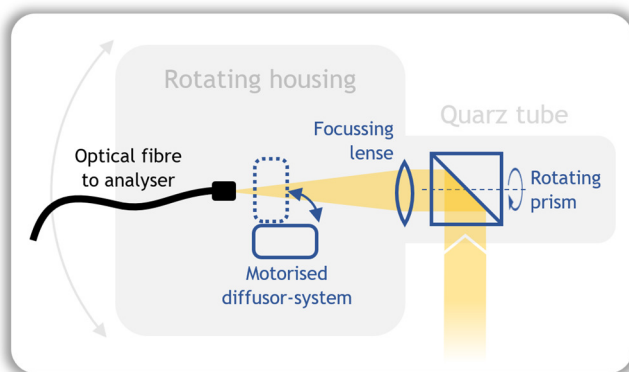 Rotating housing
Quarz tube
Focussing
lense
Optical fibre
to analyser
Rotating
prism
Motorised
diffusor-system